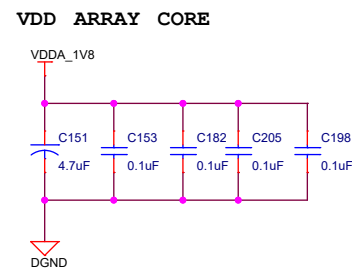 VDD ARRAY CORE
VDDA_1V8
C151 C153 C182 C205 C198
4.7uF 0.1uF 0.1uF 0.1uF 0.1uF
DGND